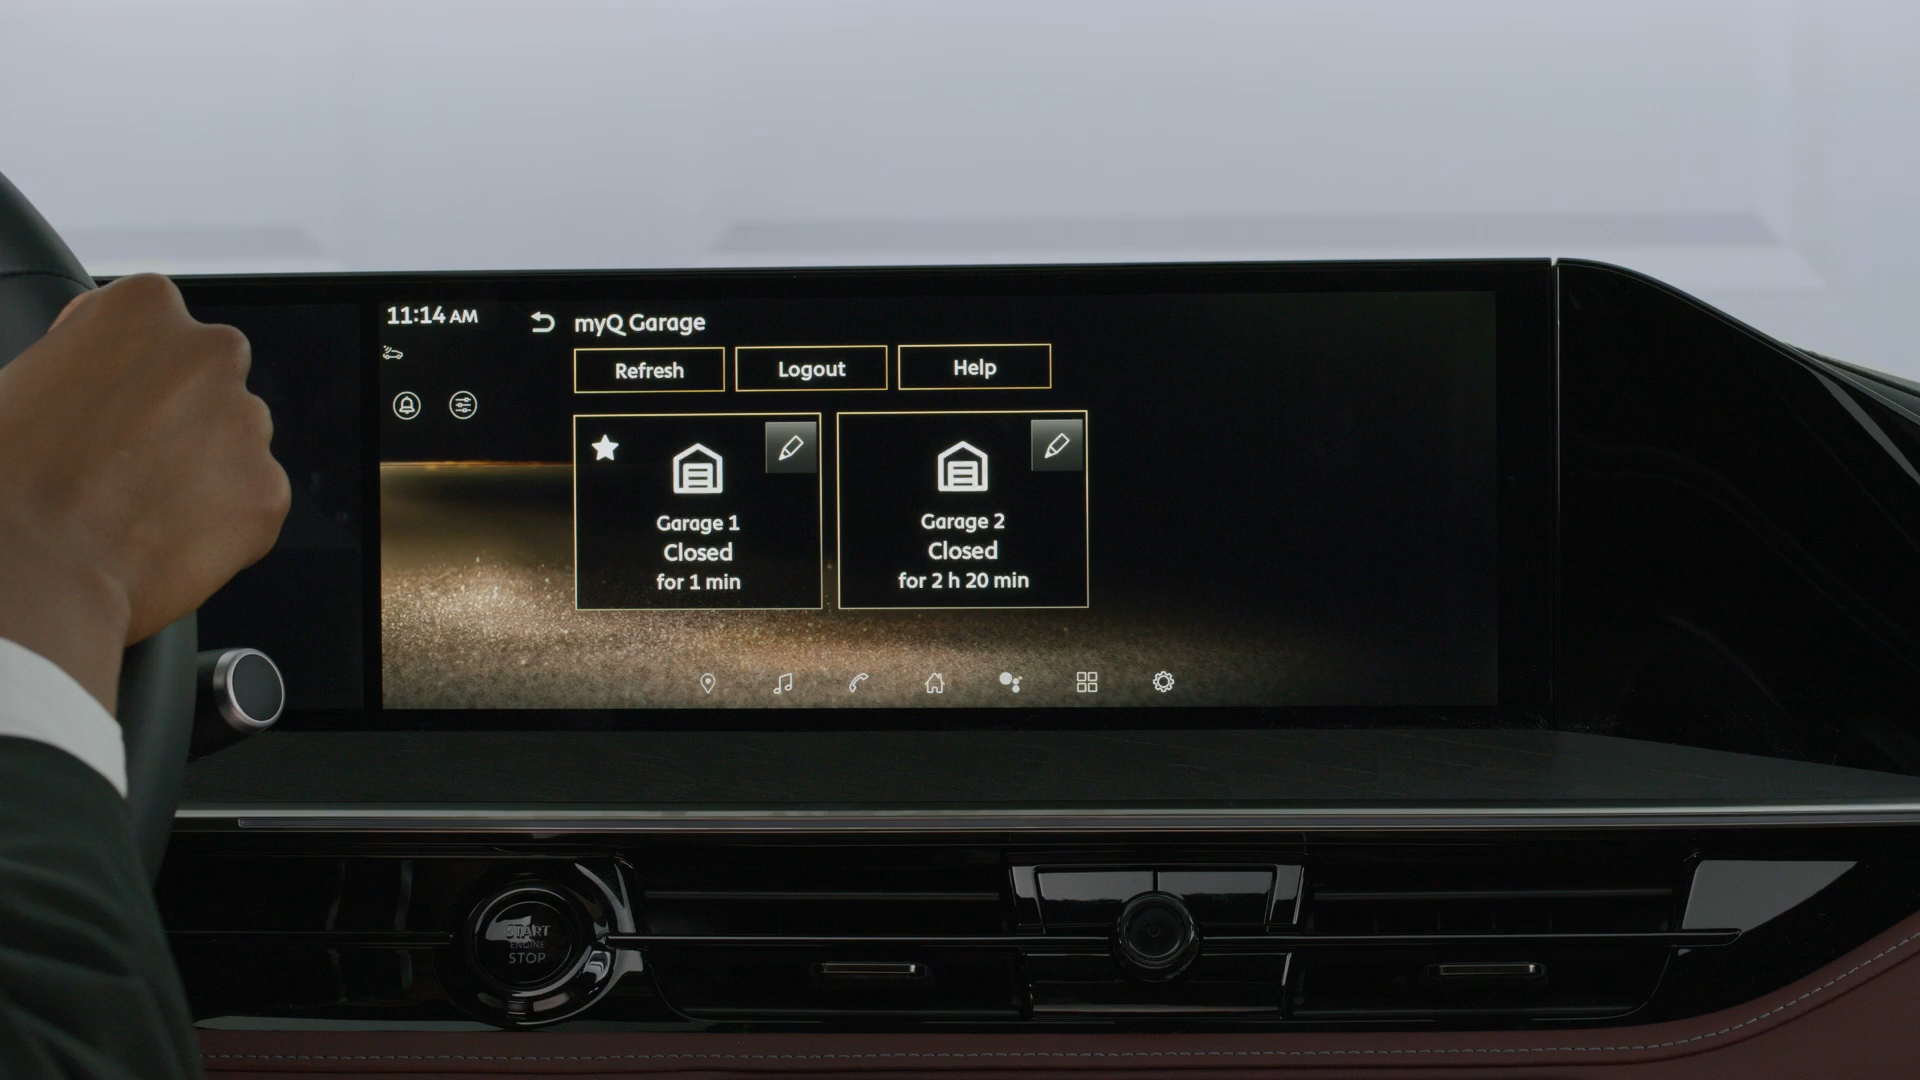 11:14 AM
myQ Garage
Refresh
Logout
Help
Garage 1
Closed
for 1 min
Garage 2
Closed
for 2 h 20 min
START
ENGINE
STOP